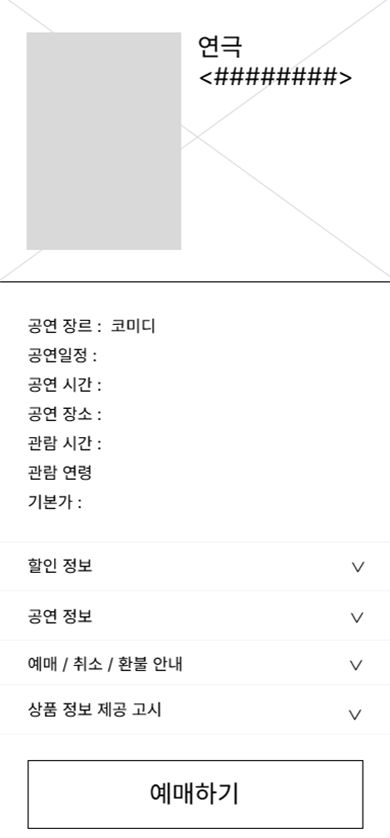 연극
<########>
공연 장르 : 코미디
공연일정 :
공연 시간 :
공연 장소 :
관람 시간 :
관람 연령
기본가 :
할인 정보
공연 정보
예매 / 취소 / 환불 안내
상품 정보 제공 고시
예매하기